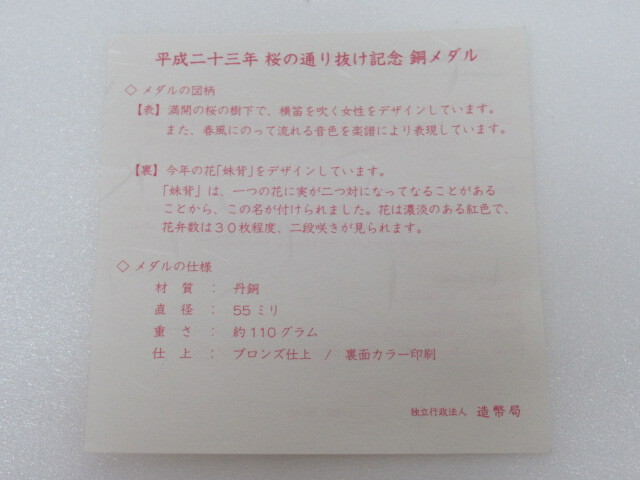 平成二十三年 桜の通り抜け記念 銅メダル
◇ メダルの図柄
【表】満開の桜の樹下で、横笛を吹く女性をデザインしています。
また、春風にのって流れる音色を楽譜により表現しています。
【裏】今年の花「妹背」をデザインしています。
「妹背」は、一つの花に実が二つ対になってなることがある
ことから、この名が付けられました。花は濃淡のある紅色で、
花弁数は30枚程度、二段咲きが見られます。
◇ メダルの仕様
材 質 : 丹銅
直 径 : 55ミリ
重 さ : 約110グラム
仕 上 : ブロンズ仕上 / 裏面カラー印刷
独立行政法人 造幣局